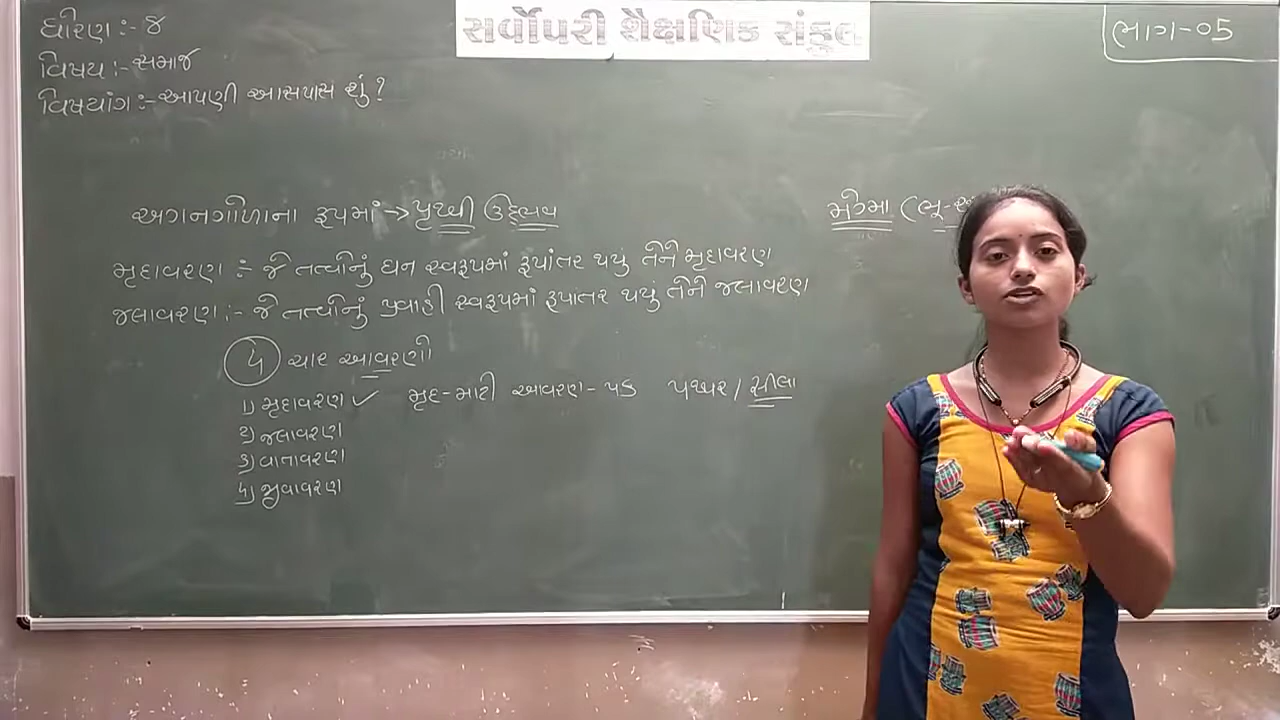 ધોરણ :- ૪
વિષય :- સમાજ
વિષયાંગ :- આપણી આસપાસ શું ?
સર્વોપરી શૈક્ષણિક સંકુલ
ભાગ-05
અગનગોળાના રૂપમાં → પૃથ્વી ઉદ્ભવ
મેગ્મા (ભૂ-
મૃદાવરણ :- જે તત્વોનું ઘન સ્વરૂપમાં રૂપાંતર થયું તેને મૃદાવરણ
જલાવરણ :- જે તત્વોનું પ્રવાહી સ્વરૂપમાં રૂપાંતર થયું તેને જલાવરણ
૪ ચાર આવરણો
૧) મૃદાવરણ ✓ મૃદ-માટી આવરણ-પડ પથ્થર / સીલા
૨) જલાવરણ
૩) વાતાવરણ
૪) જીવાવરણ